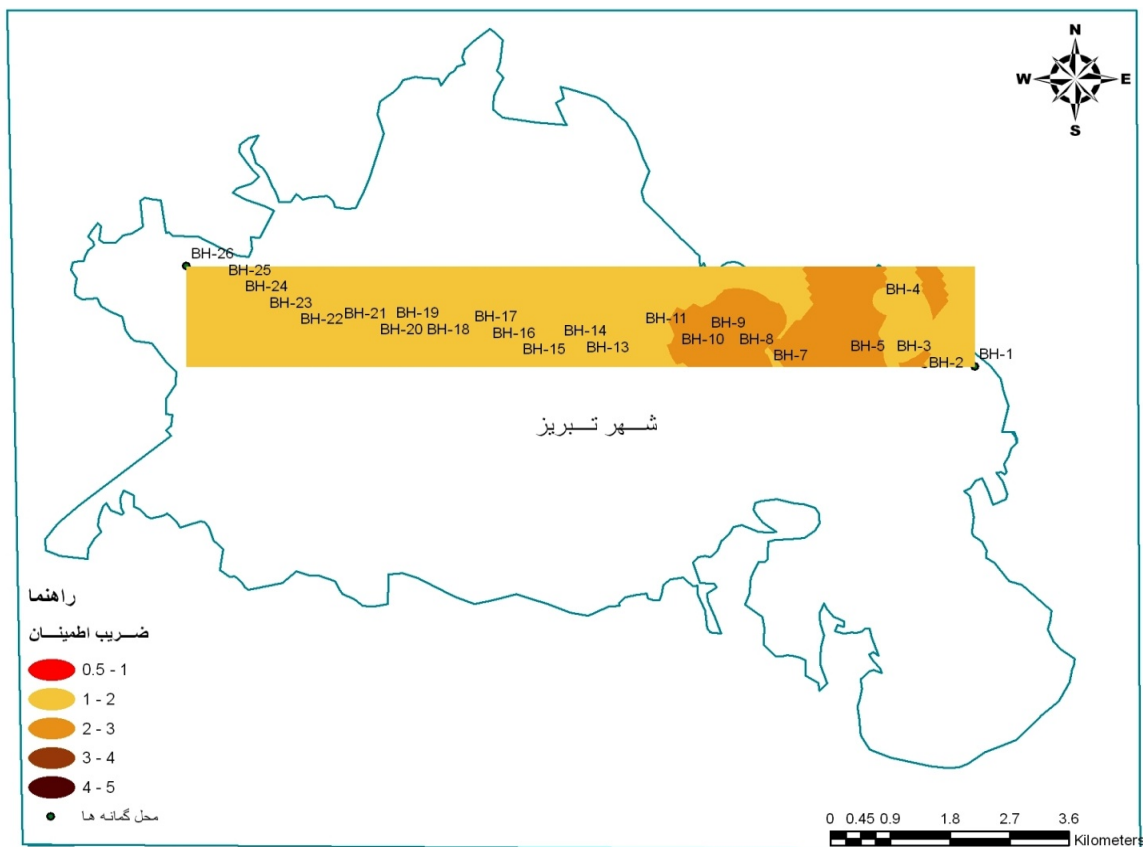 N
W E
S
BH-26
BH-25
BH-24
BH-23
BH-22
BH-21
BH-20
BH-19
BH-18
BH-17
BH-16
BH-15
BH-14
BH-13
BH-11
BH-10
BH-9
BH-8
BH-7
BH-5
BH-4
BH-3
BH-2
BH-1
شهر تبریز
راهنما
ضریب اطمینان
0.5 - 1
1 - 2
2 - 3
3 - 4
4 - 5
محل گمانه ها
0 0.45 0.9 1.8 2.7 3.6
Kilometers